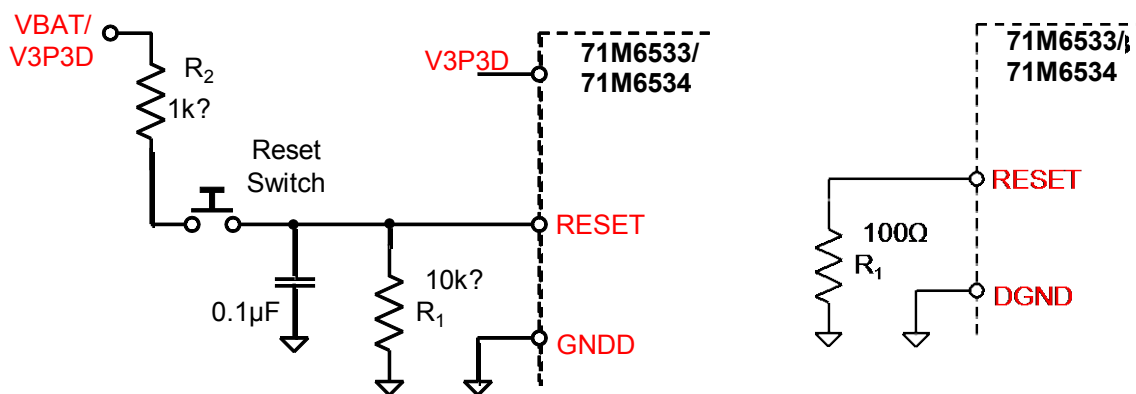 VBAT/
V3P3D
R2
1k?
Reset
Switch
0.1µF
10k?
R1
V3P3D
71M6533/
71M6534
RESET
GNDD
71M6533/
71M6534
RESET
100Ω
R1
DGND